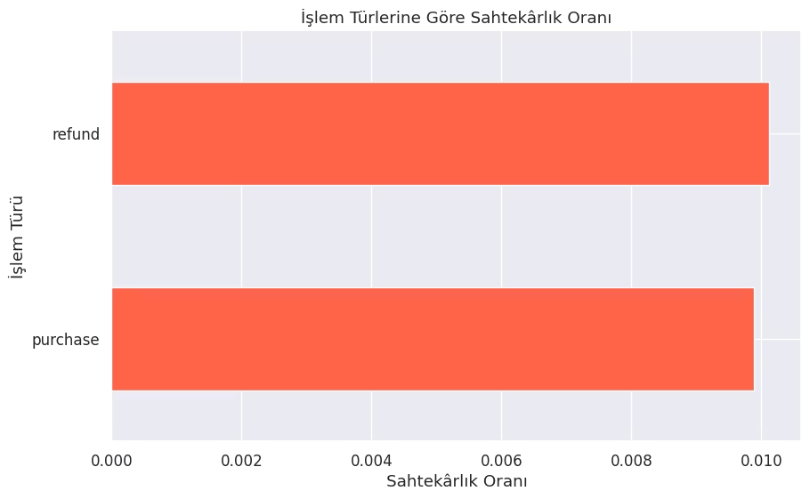 İşlem Türlerine Göre Sahtekârlık Oranı
İşlem Türü
refund
purchase
0.000 0.002 0.004 0.006 0.008 0.010
Sahtekârlık Oranı